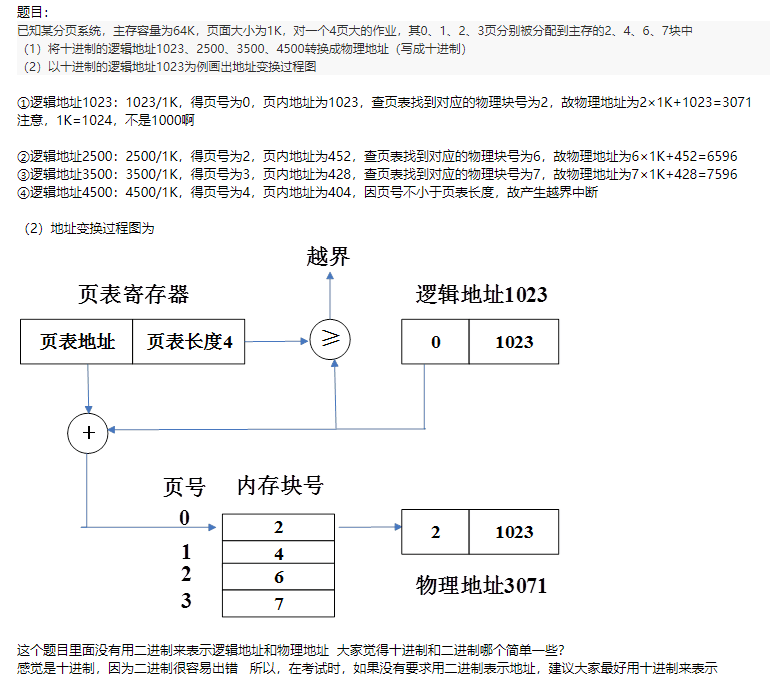 题目：
已知某分页系统，主存容量为64K，页面大小为1K，对一个4页大的作业，其0、1、2、3页分别被分配到主存的2、4、6、7块中
（1）将十进制的逻辑地址1023、2500、3500、4500转换成物理地址（写成十进制）
（2）以十进制的逻辑地址1023为例画出地址变换过程图
①逻辑地址1023：1023/1K，得页号为0，页内地址为1023，查页表找到对应的物理块号为2，故物理地址为2×1K+1023=3071
注意，1K=1024，不是1000啊
②逻辑地址2500：2500/1K，得页号为2，页内地址为452，查页表找到对应的物理块号为6，故物理地址为6×1K+452=6596
③逻辑地址3500：3500/1K，得页号为3，页内地址为428，查页表找到对应的物理块号为7，故物理地址为7×1K+428=7596
④逻辑地址4500：4500/1K，得页号为4，页内地址为404，因页号不小于页表长度，故产生越界中断
（2）地址变换过程图为
越界
页表寄存器
逻辑地址1023
页表地址 页表长度4
≥
0 1023
+
页号 内存块号
0 2
1 4
2 6
3 7
2 1023
物理地址3071
这个题目里面没有用二进制来表示逻辑地址和物理地址 大家觉得十进制和二进制哪个简单一些？
感觉是十进制，因为二进制很容易出错 所以，在考试时，如果没有要求用二进制表示地址，建议大家最好用十进制来表示